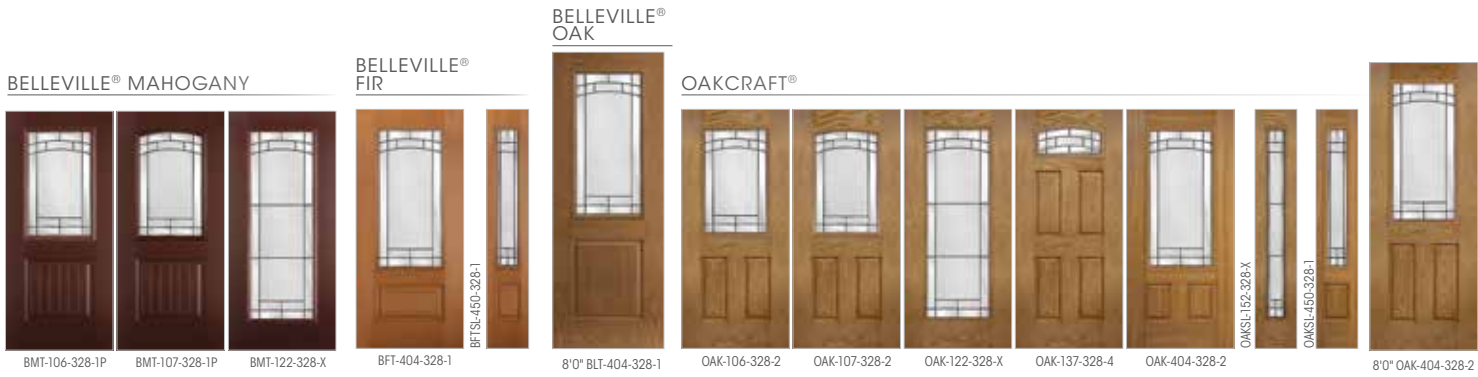 BELLEVILLE® MAHOGANY
BMT-106-328-1P
BMT-107-328-1P
BMT-122-328-X
BELLEVILLE®
FIR
BFT-404-328-1
BFTSL-450-328-1
BELLEVILLE®
OAK
8'0" BLT-404-328-1
OAKCRAFT®
OAK-106-328-2
OAK-107-328-2
OAK-122-328-X
OAK-137-328-4
OAK-404-328-2
OAKSL-152-328-X
OAKSL-450-328-1
8'0" OAK-404-328-2